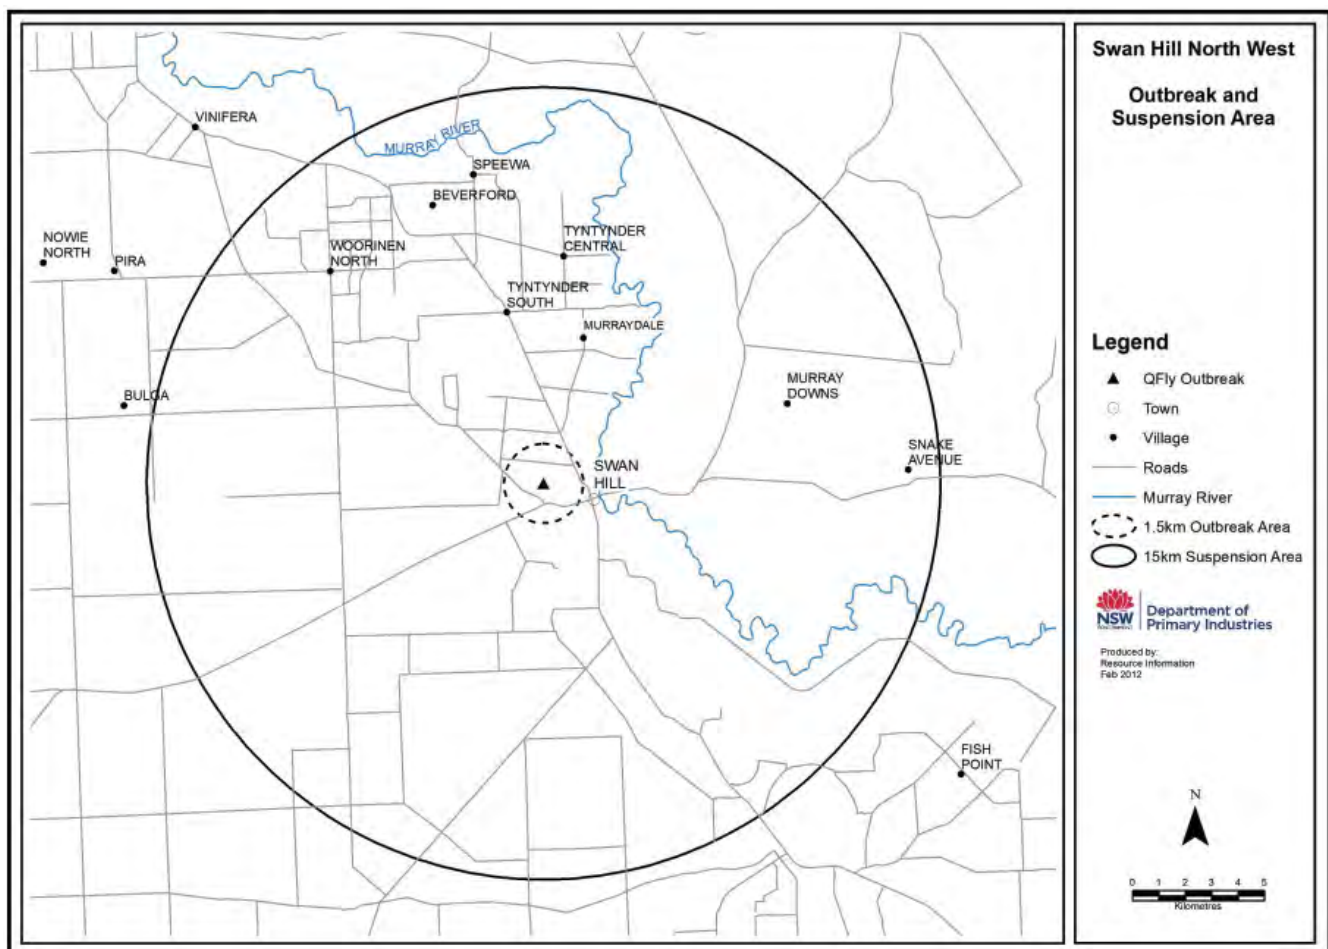 Swan Hill North West
Outbreak and
Suspension Area
VINIFERA
MURRAY RIVER
SPEEWA
BEVERFORD
NOWIE
NORTH
PIRA
WOORINEN
NORTH
TYNTYNDER
CENTRAL
TYNTYNDER
SOUTH
MURRAYDALE
BULGA
MURRAY
DOWNS
SNAKE
AVENUE
SWAN
HILL
FISH
POINT
Legend
QFly Outbreak
Town
Village
Roads
Murray River
1.5km Outbreak Area
15km Suspension Area
NSW
Department of
Primary Industries
Produced by:
Resource Information
Feb 2012
N
0 1 2 3 4 5
Kilometres